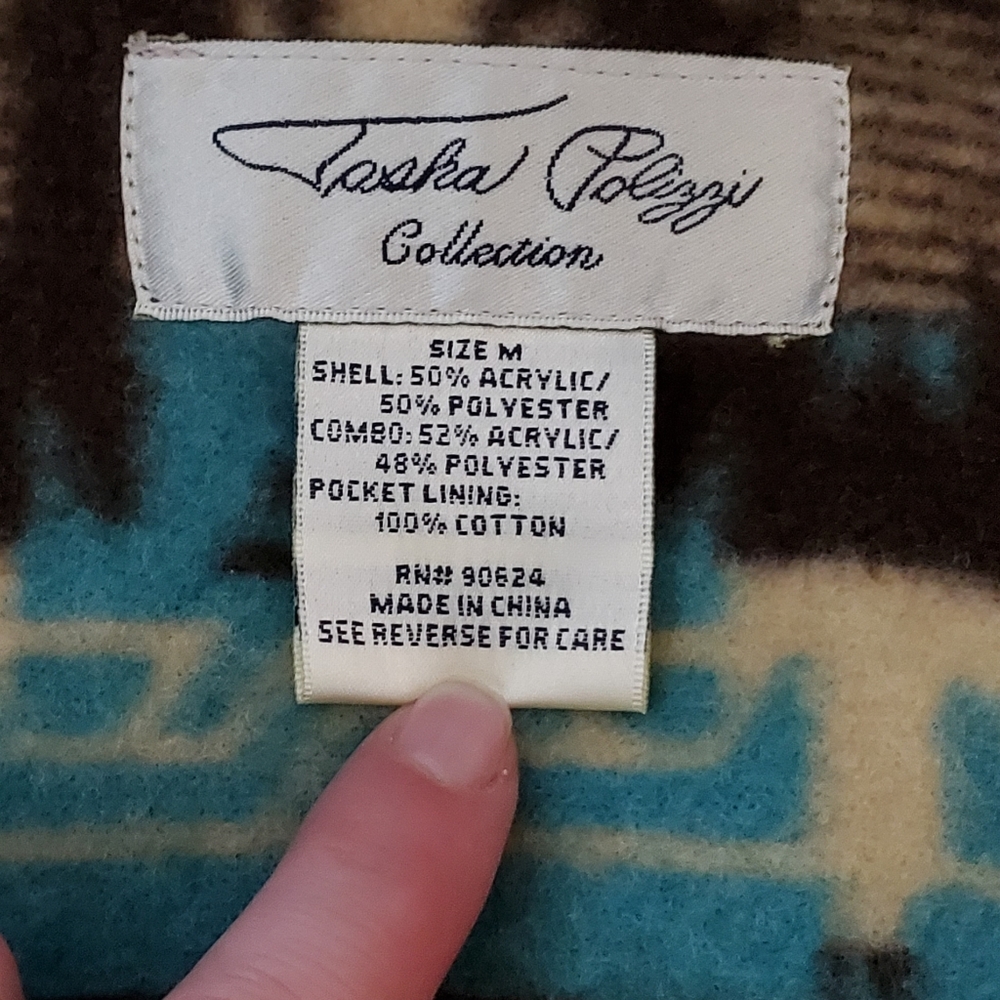 Taska Polizzi
Collection
SIZE M
SHELL: 50% ACRYLIC/
50% POLYESTER
COMBO: 52% ACRYLIC/
48% POLYESTER
POCKET LINING:
100% COTTON
RN# 90624
MADE IN CHINA
SEE REVERSE FOR CARE